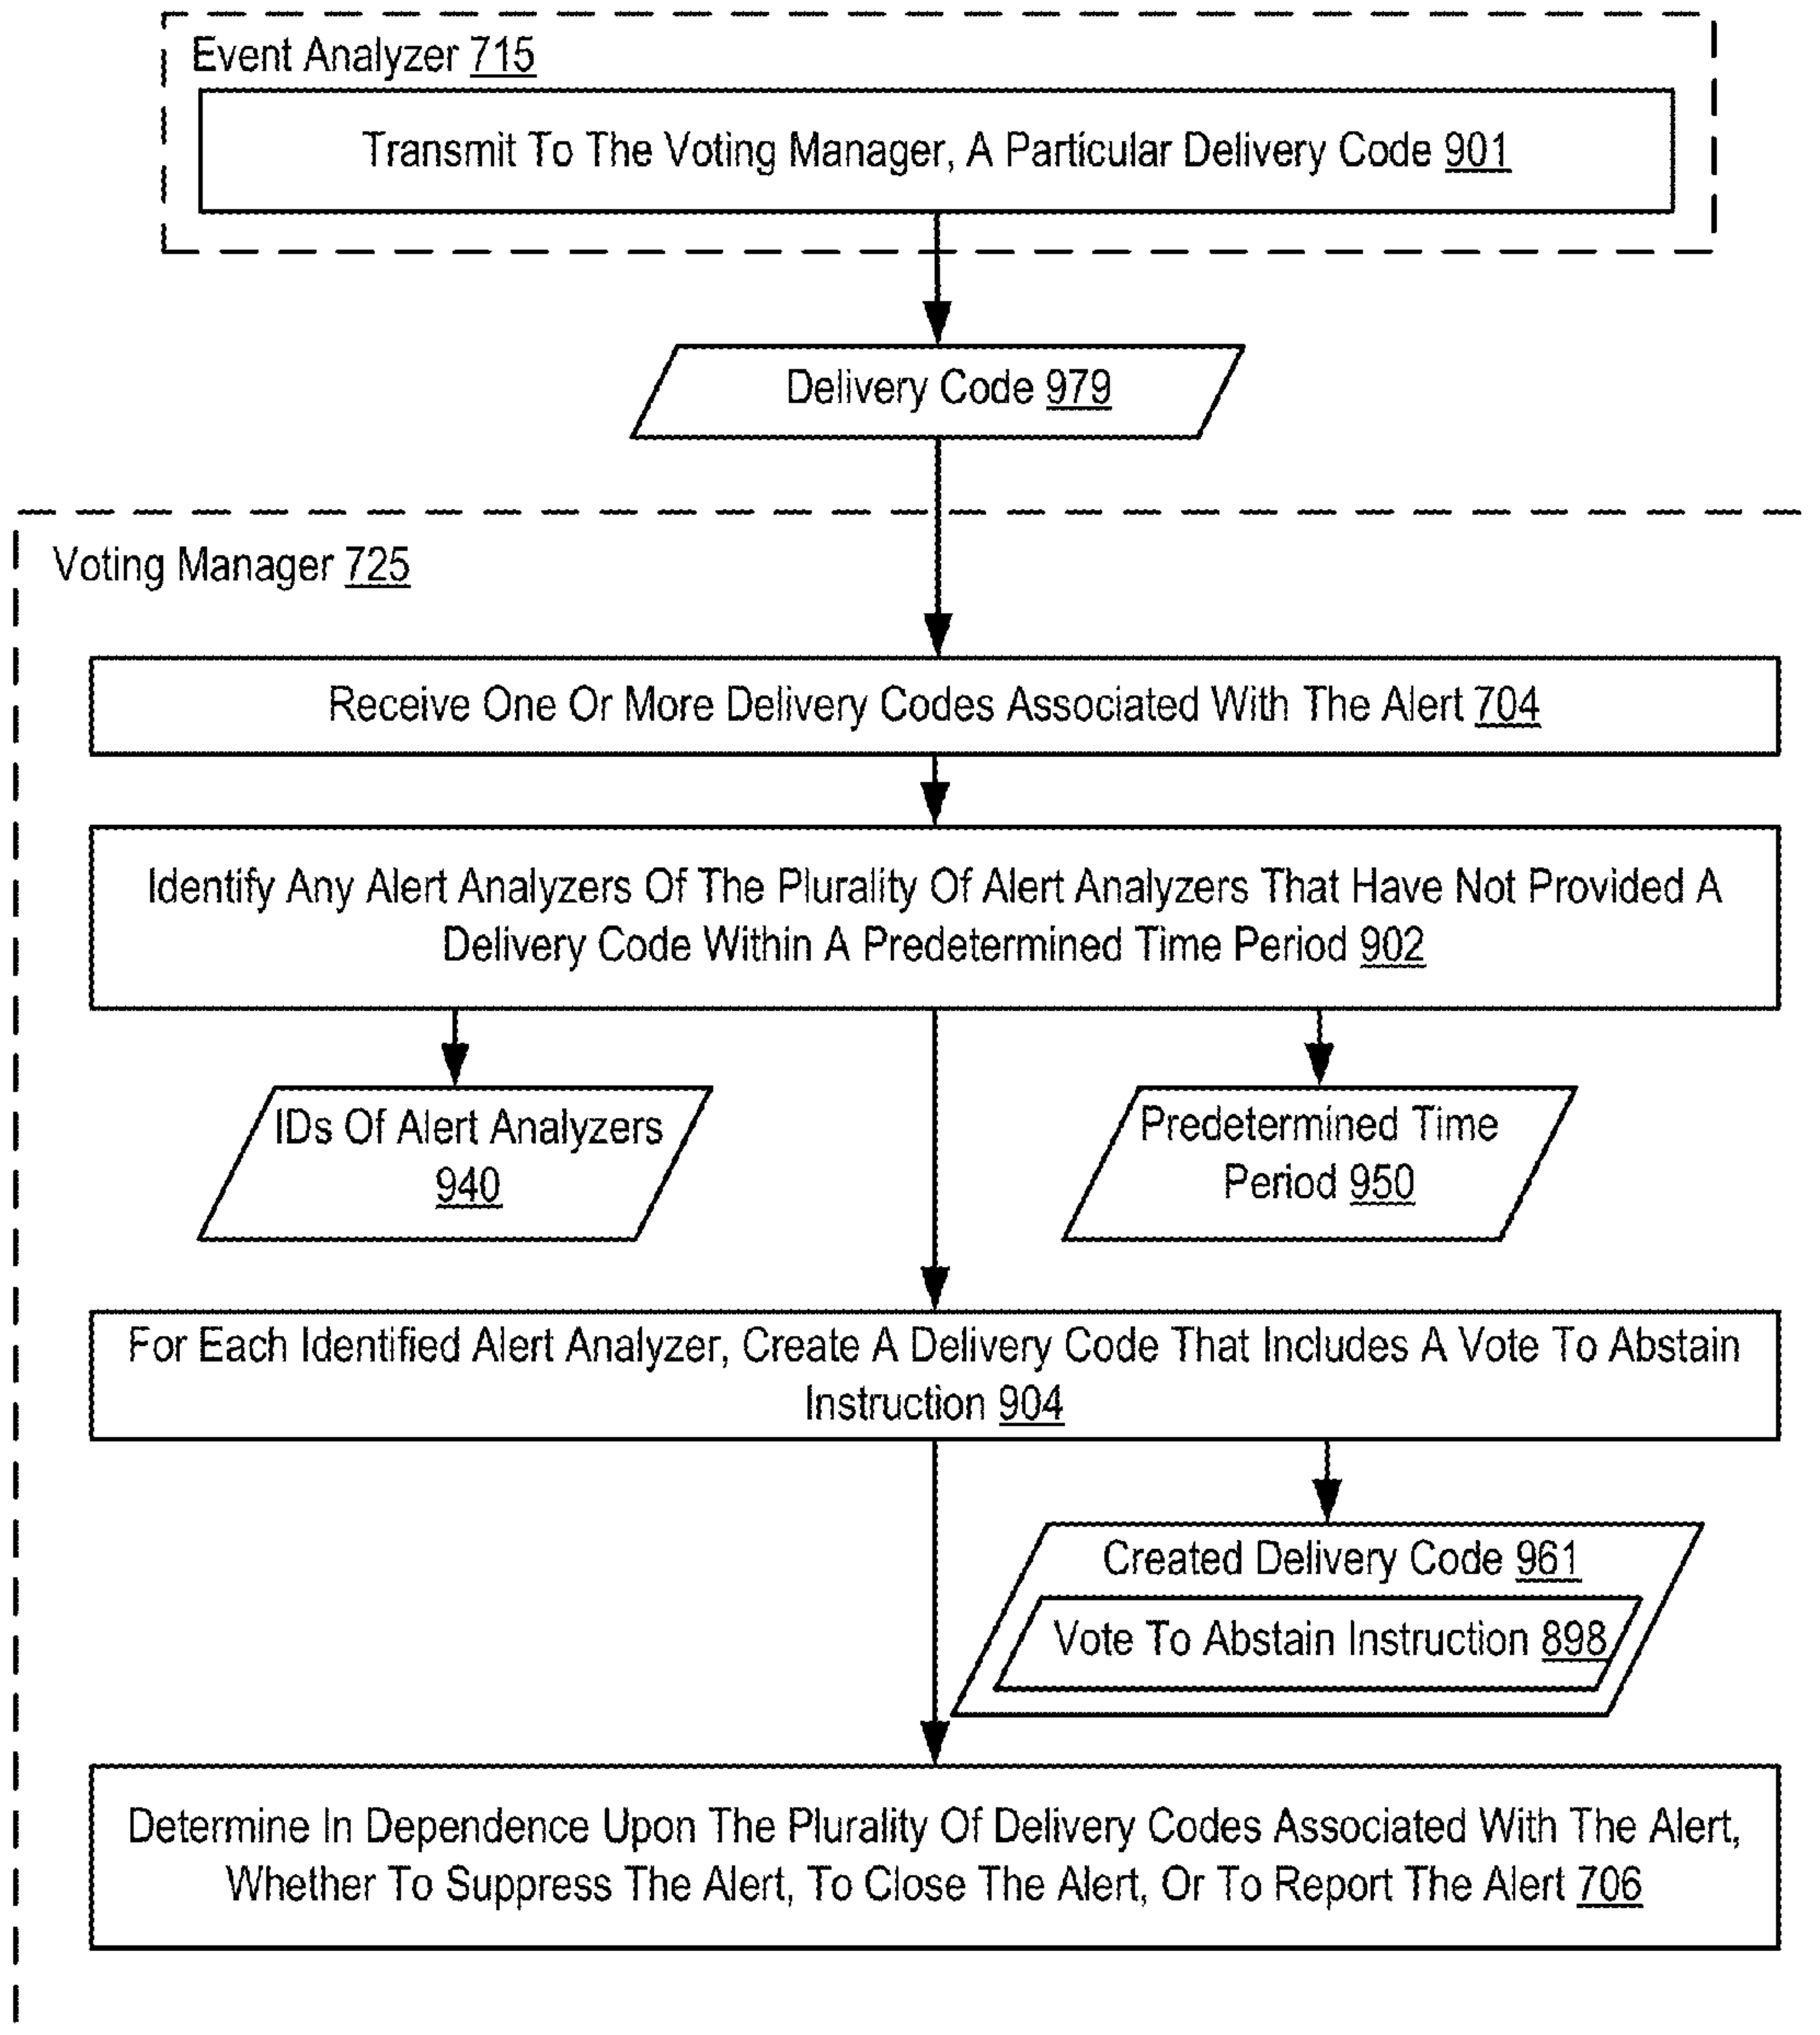 Event Analyzer 715
Transmit To The Voting Manager, A Particular Delivery Code 901
Delivery Code 979
Voting Manager 725
Receive One Or More Delivery Codes Associated With The Alert 704
Identify Any Alert Analyzers Of The Plurality Of Alert Analyzers That Have Not Provided A
Delivery Code Within A Predetermined Time Period 902
IDs Of Alert Analyzers
940
Predetermined Time
Period 950
For Each Identified Alert Analyzer, Create A Delivery Code That Includes A Vote To Abstain
Instruction 904
Created Delivery Code 961
Vote To Abstain Instruction 898
Determine In Dependence Upon The Plurality Of Delivery Codes Associated With The Alert,
Whether To Suppress The Alert, To Close The Alert, Or To Report The Alert 706